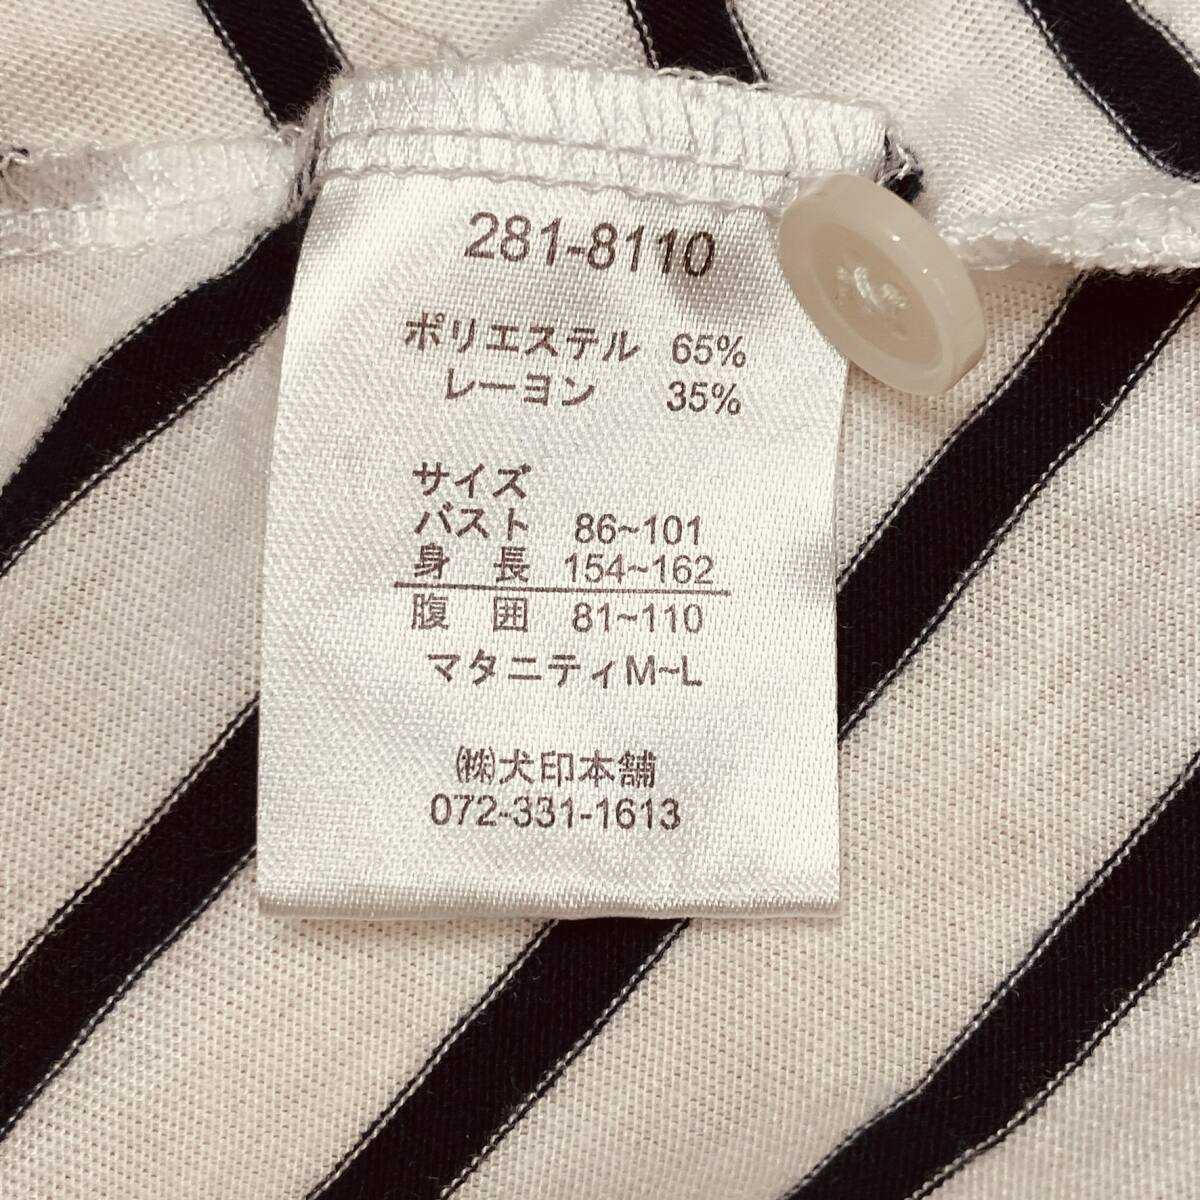 281-8110
ポリエステル 65%
レーヨン 35%
サイズ
バスト 86~101
身 長 154~162
腹 囲 81~110
マタニティM~L
㈱犬印本舗
072-331-1613